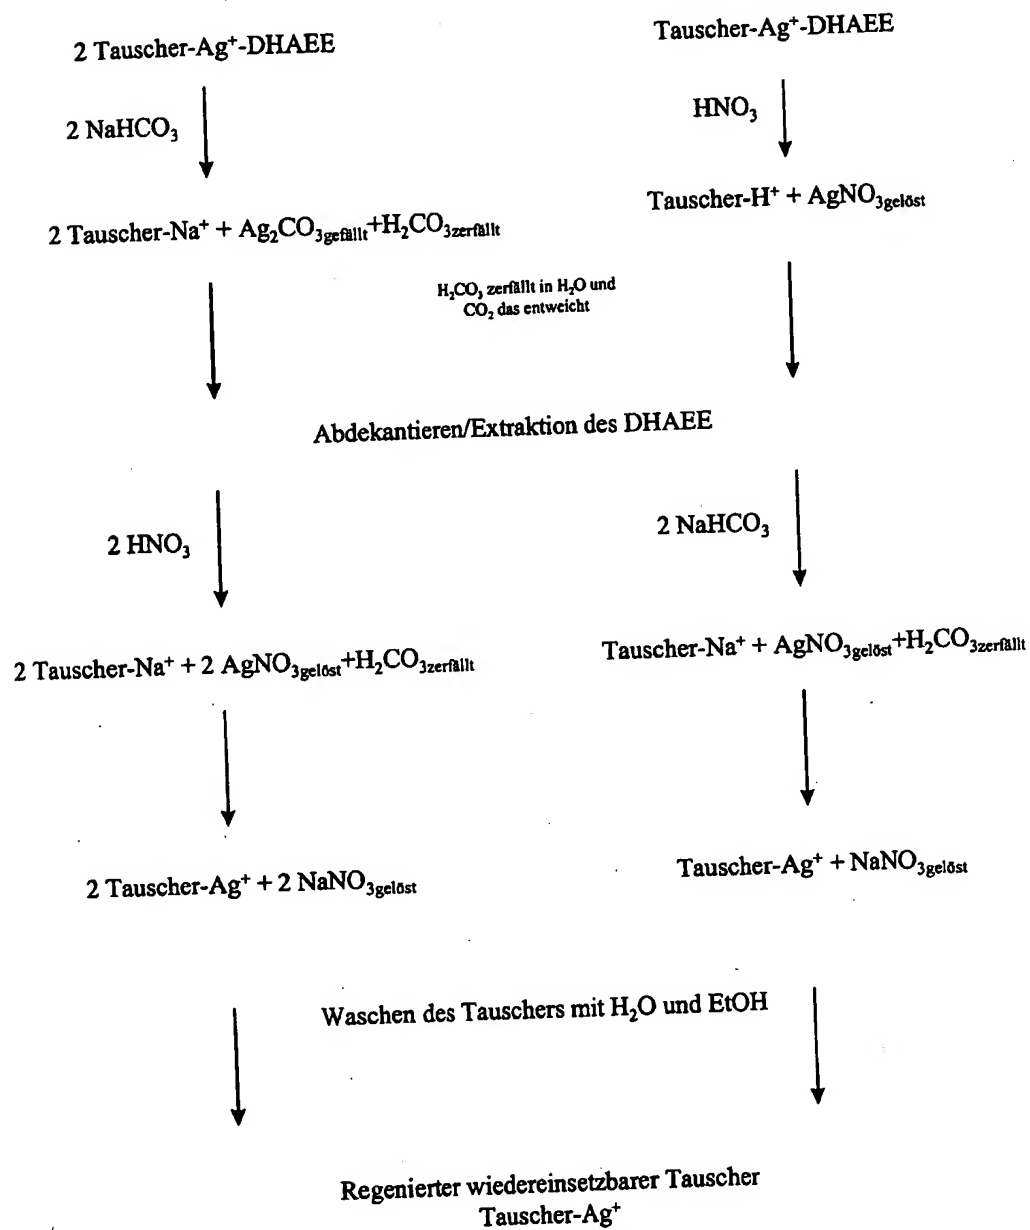 2 Tauscher-Ag⁺-DHAEE
Tauscher-Ag⁺-DHAEE
2 NaHCO₃
HNO₃
2 Tauscher-Na⁺ + Ag₂CO₃gefällt+H₂CO₃zerfällt
Tauscher-H⁺ + AgNO₃gelöst
H₂CO₃ zerfällt in H₂O und
CO₂ das entweicht
Abdekantieren/Extraktion des DHAEE
2 HNO₃
2 NaHCO₃
2 Tauscher-Na⁺ + 2 AgNO₃gelöst+H₂CO₃zerfällt
Tauscher-Na⁺ + AgNO₃gelöst+H₂CO₃zerfällt
2 Tauscher-Ag⁺ + 2 NaNO₃gelöst
Tauscher-Ag⁺ + NaNO₃gelöst
Waschen des Tauschers mit H₂O und EtOH
Regenierter wiedereinsetzbarer Tauscher
Tauscher-Ag⁺